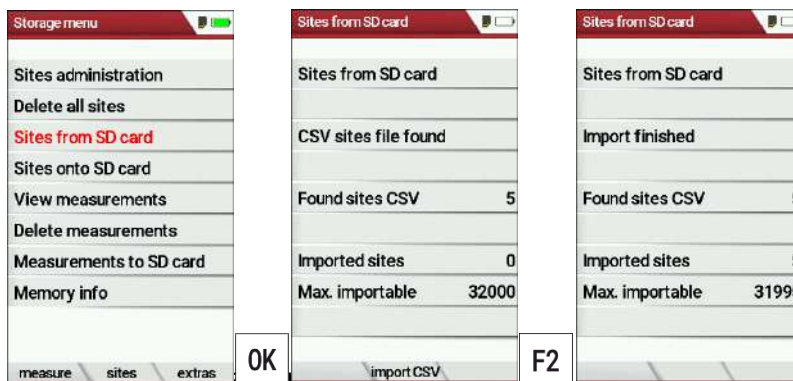 Storage menu
Sites administration
Delete all sites
Sites from SD card
Sites onto SD card
View measurements
Delete measurements
Measurements to SD card
Memory info
measure sites extras
OK
Sites from SD card
Sites from SD card
CSV sites file found
Found sites CSV 5
Imported sites 0
Max. importable 32000
import CSV
F2
Sites from SD card
Sites from SD card
Import finished
Found sites CSV
Imported sites
Max. importable